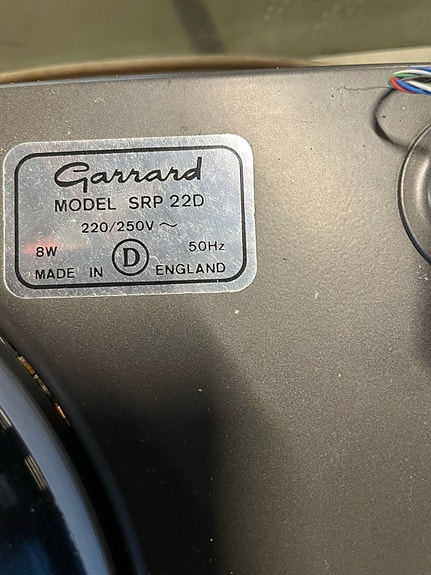 Garrard
MODEL SRP 22D
220/250V ~
8W D 50Hz
MADE IN ENGLAND